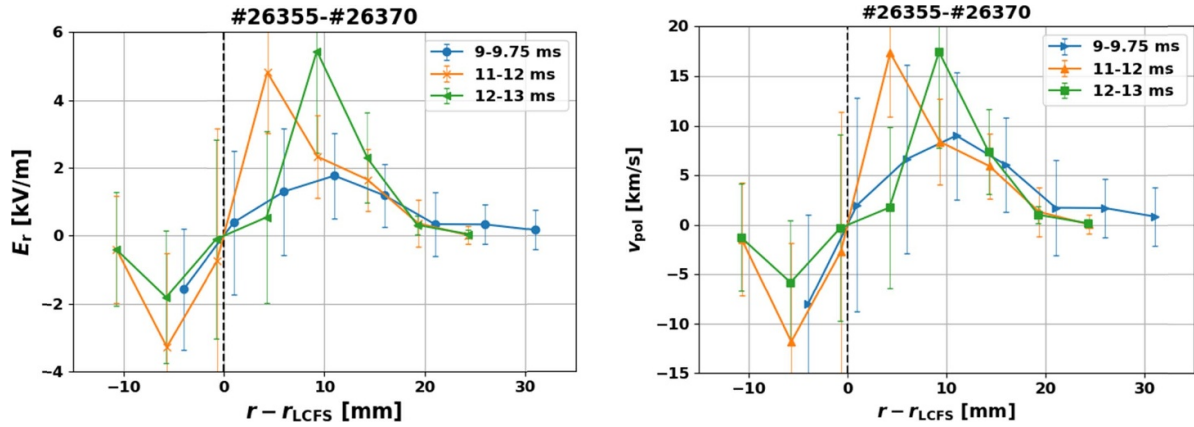 #26355-#26370
6
4
2
0
−2
−4
E_r [kV/m]
9-9.75 ms
11-12 ms
12-13 ms
−10
0
10
20
30
r − r_LCFS [mm]
#26355-#26370
20
15
10
5
0
−5
−10
−15
v_pol [km/s]
9-9.75 ms
11-12 ms
12-13 ms
−10
0
10
20
30
r − r_LCFS [mm]